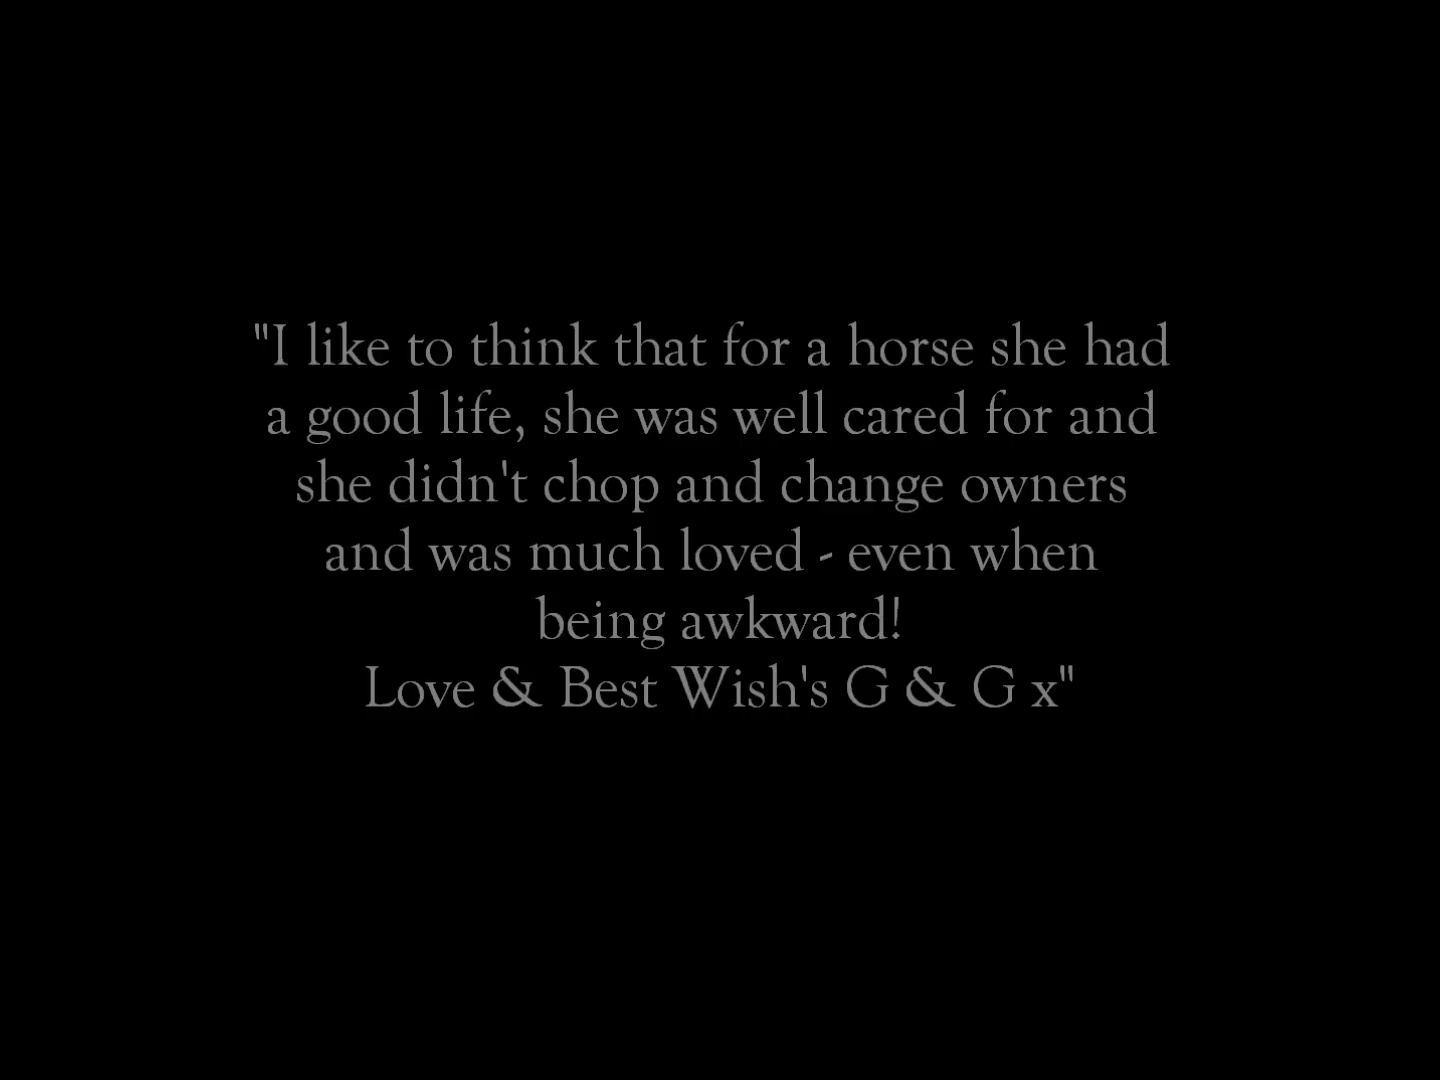 "I like to think that for a horse she had
a good life, she was well cared for and
she didn't chop and change owners
and was much loved - even when
being awkward!
Love & Best Wish's G & G x"